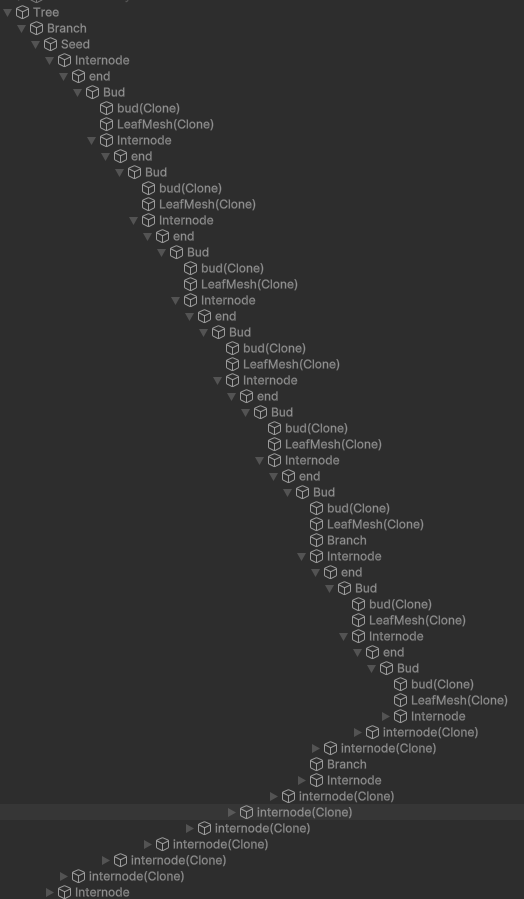 Tree
Branch
Seed
Internode
end
Bud
bud(Clone)
LeafMesh(Clone)
Internode
end
Bud
bud(Clone)
LeafMesh(Clone)
Internode
end
Bud
bud(Clone)
LeafMesh(Clone)
Internode
end
Bud
bud(Clone)
LeafMesh(Clone)
Internode
end
Bud
bud(Clone)
LeafMesh(Clone)
Internode
end
Bud
bud(Clone)
LeafMesh(Clone)
Branch
Internode
end
Bud
bud(Clone)
LeafMesh(Clone)
Internode
end
Bud
bud(Clone)
LeafMesh(Clone)
Internode
internode(Clone)
internode(Clone)
Branch
Internode
internode(Clone)
internode(Clone)
internode(Clone)
internode(Clone)
internode(Clone)
internode(Clone)
Internode